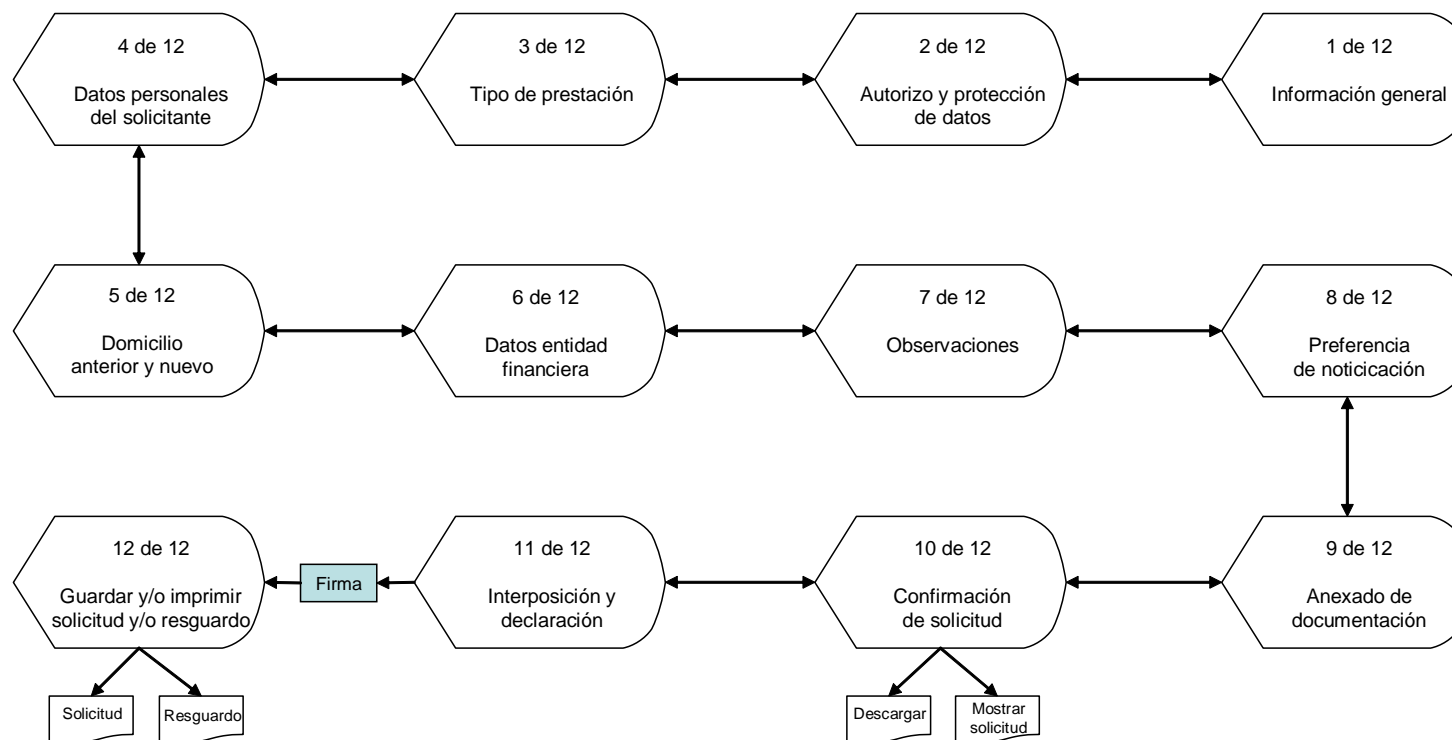 4 de 12
Datos personales
del solicitante
3 de 12
Tipo de prestación
2 de 12
Autorizo y protección
de datos
1 de 12
Información general
5 de 12
Domicilio
anterior y nuevo
6 de 12
Datos entidad
financiera
7 de 12
Observaciones
8 de 12
Preferencia
de noticicación
12 de 12
Guardar y/o imprimir
solicitud y/o resguardo
Firma
11 de 12
Interposición y
declaración
10 de 12
Confirmación
de solicitud
9 de 12
Anexado de
documentación
Solicitud
Resguardo
Descargar
Mostrar
solicitud